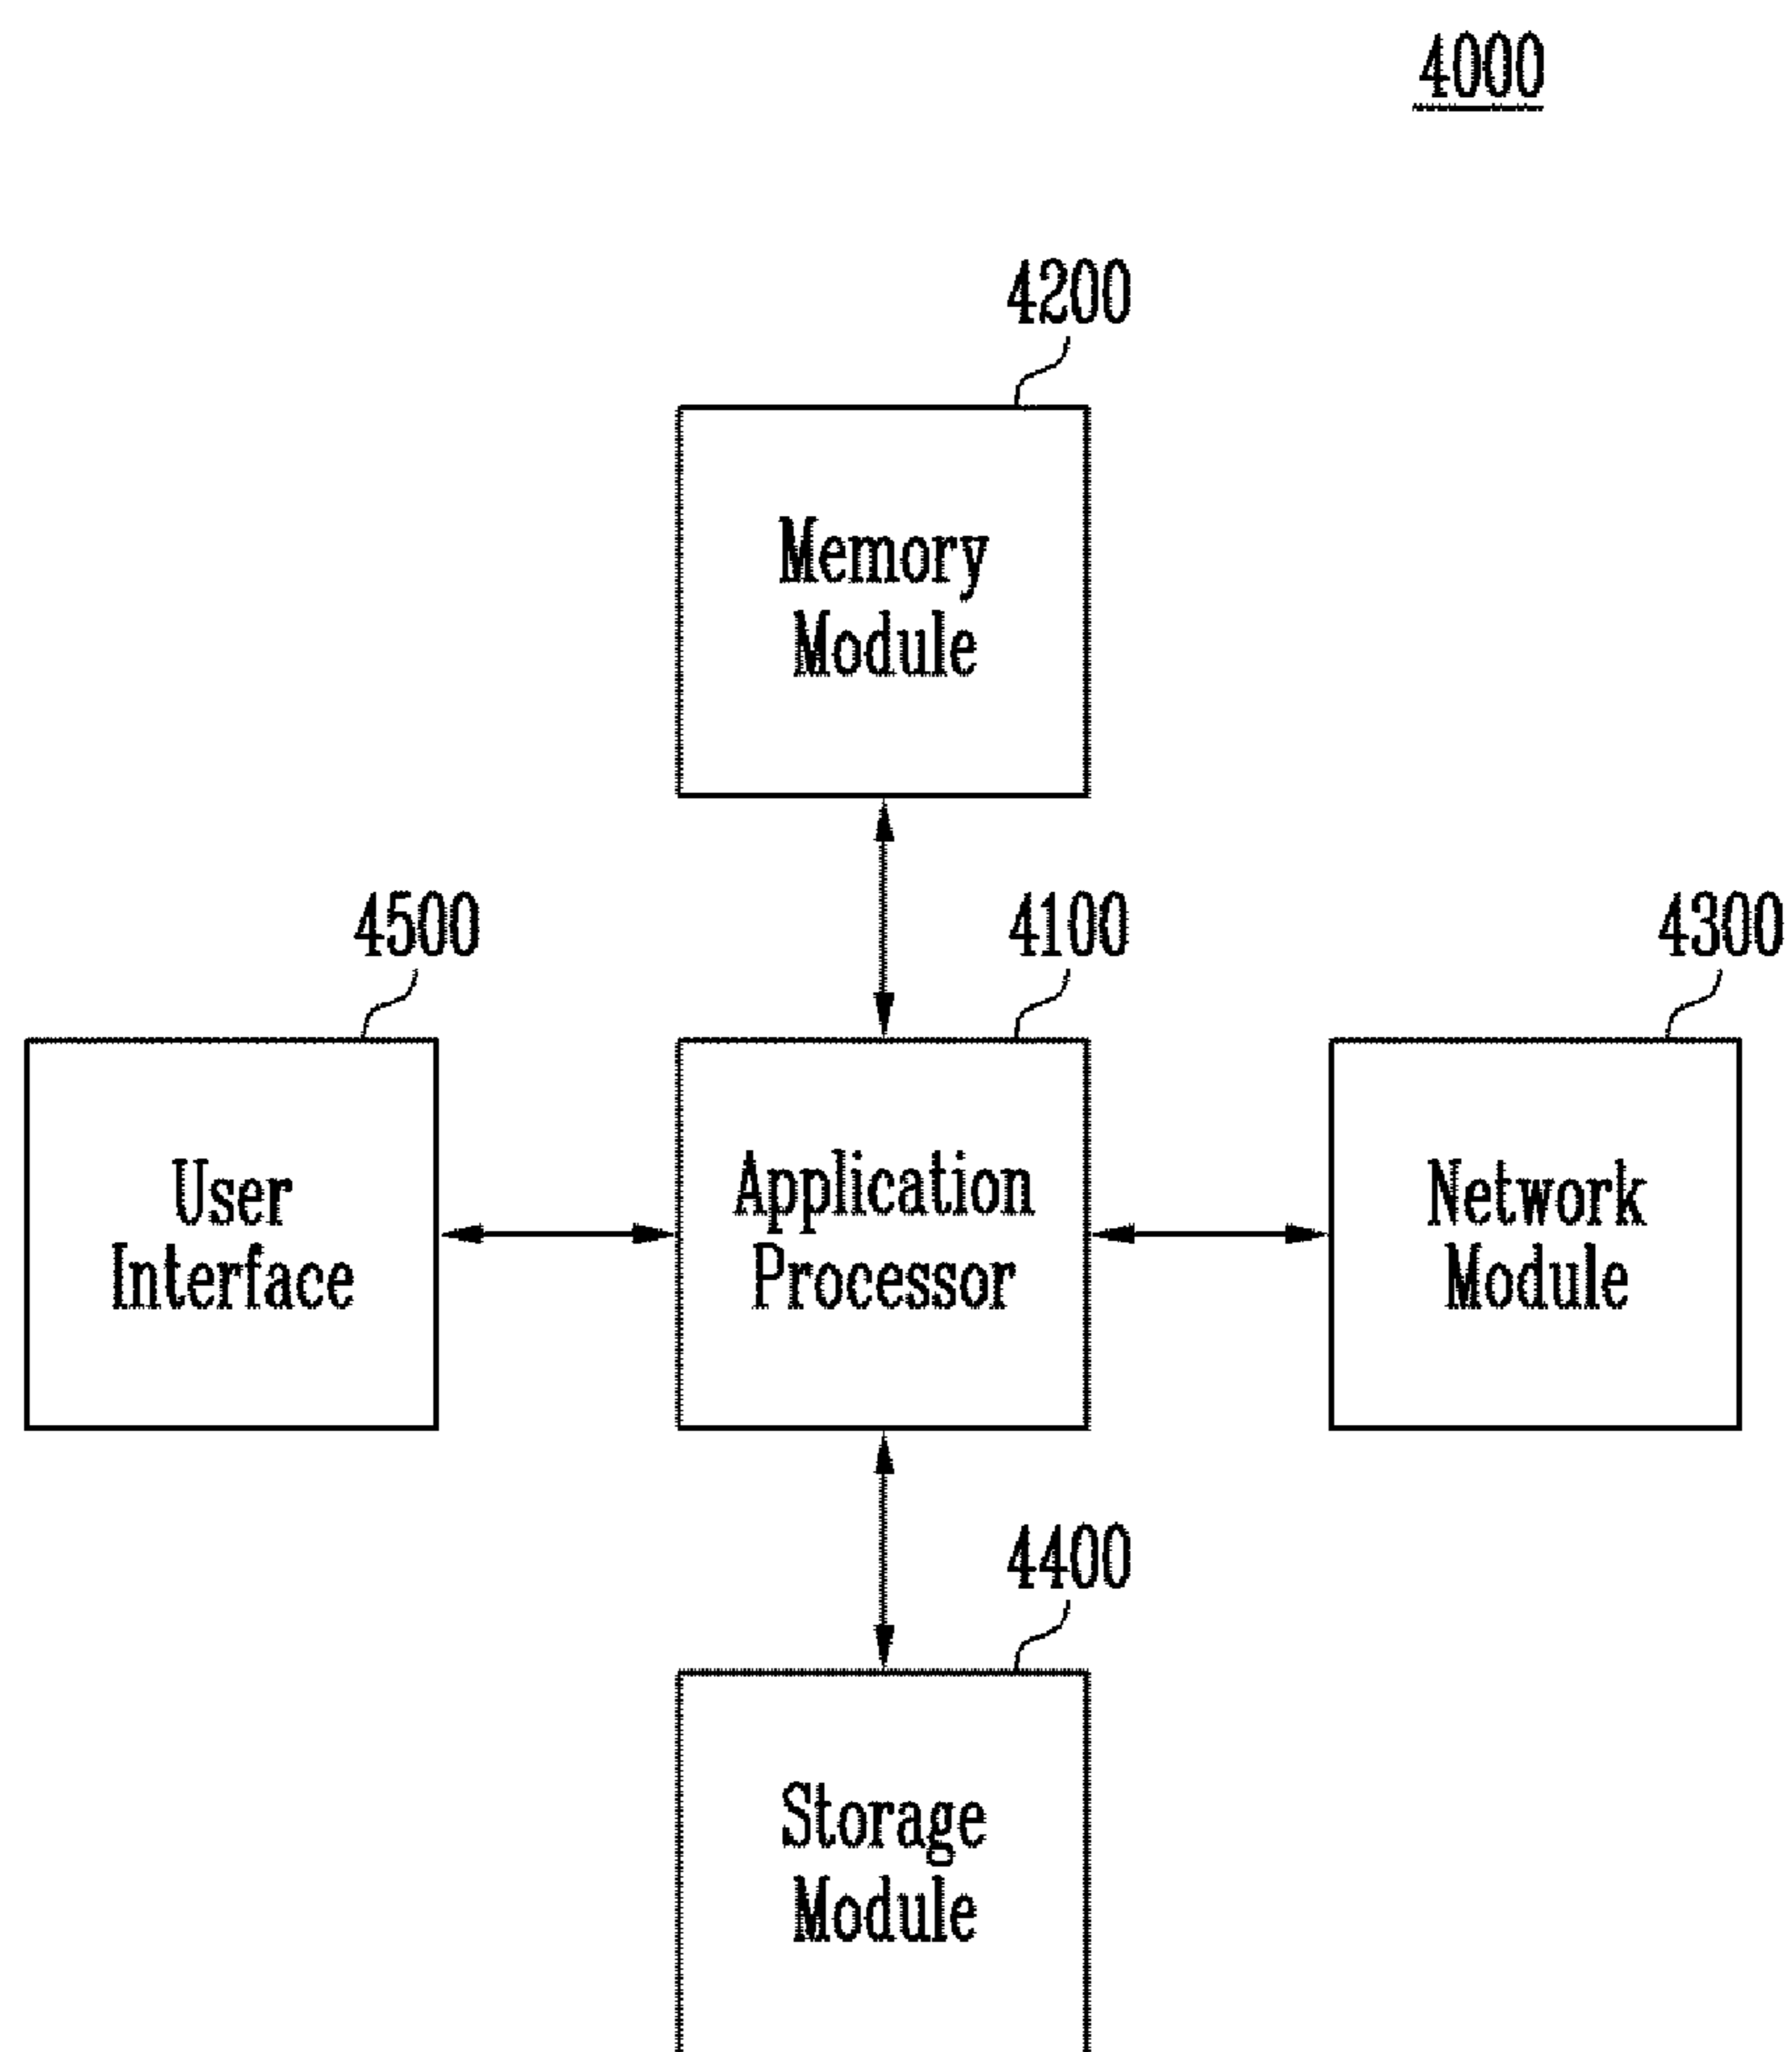 4000
4200
Memory
Module
4500
4100
4300
User
Interface
Application
Processor
Network
Module
4400
Storage
Module